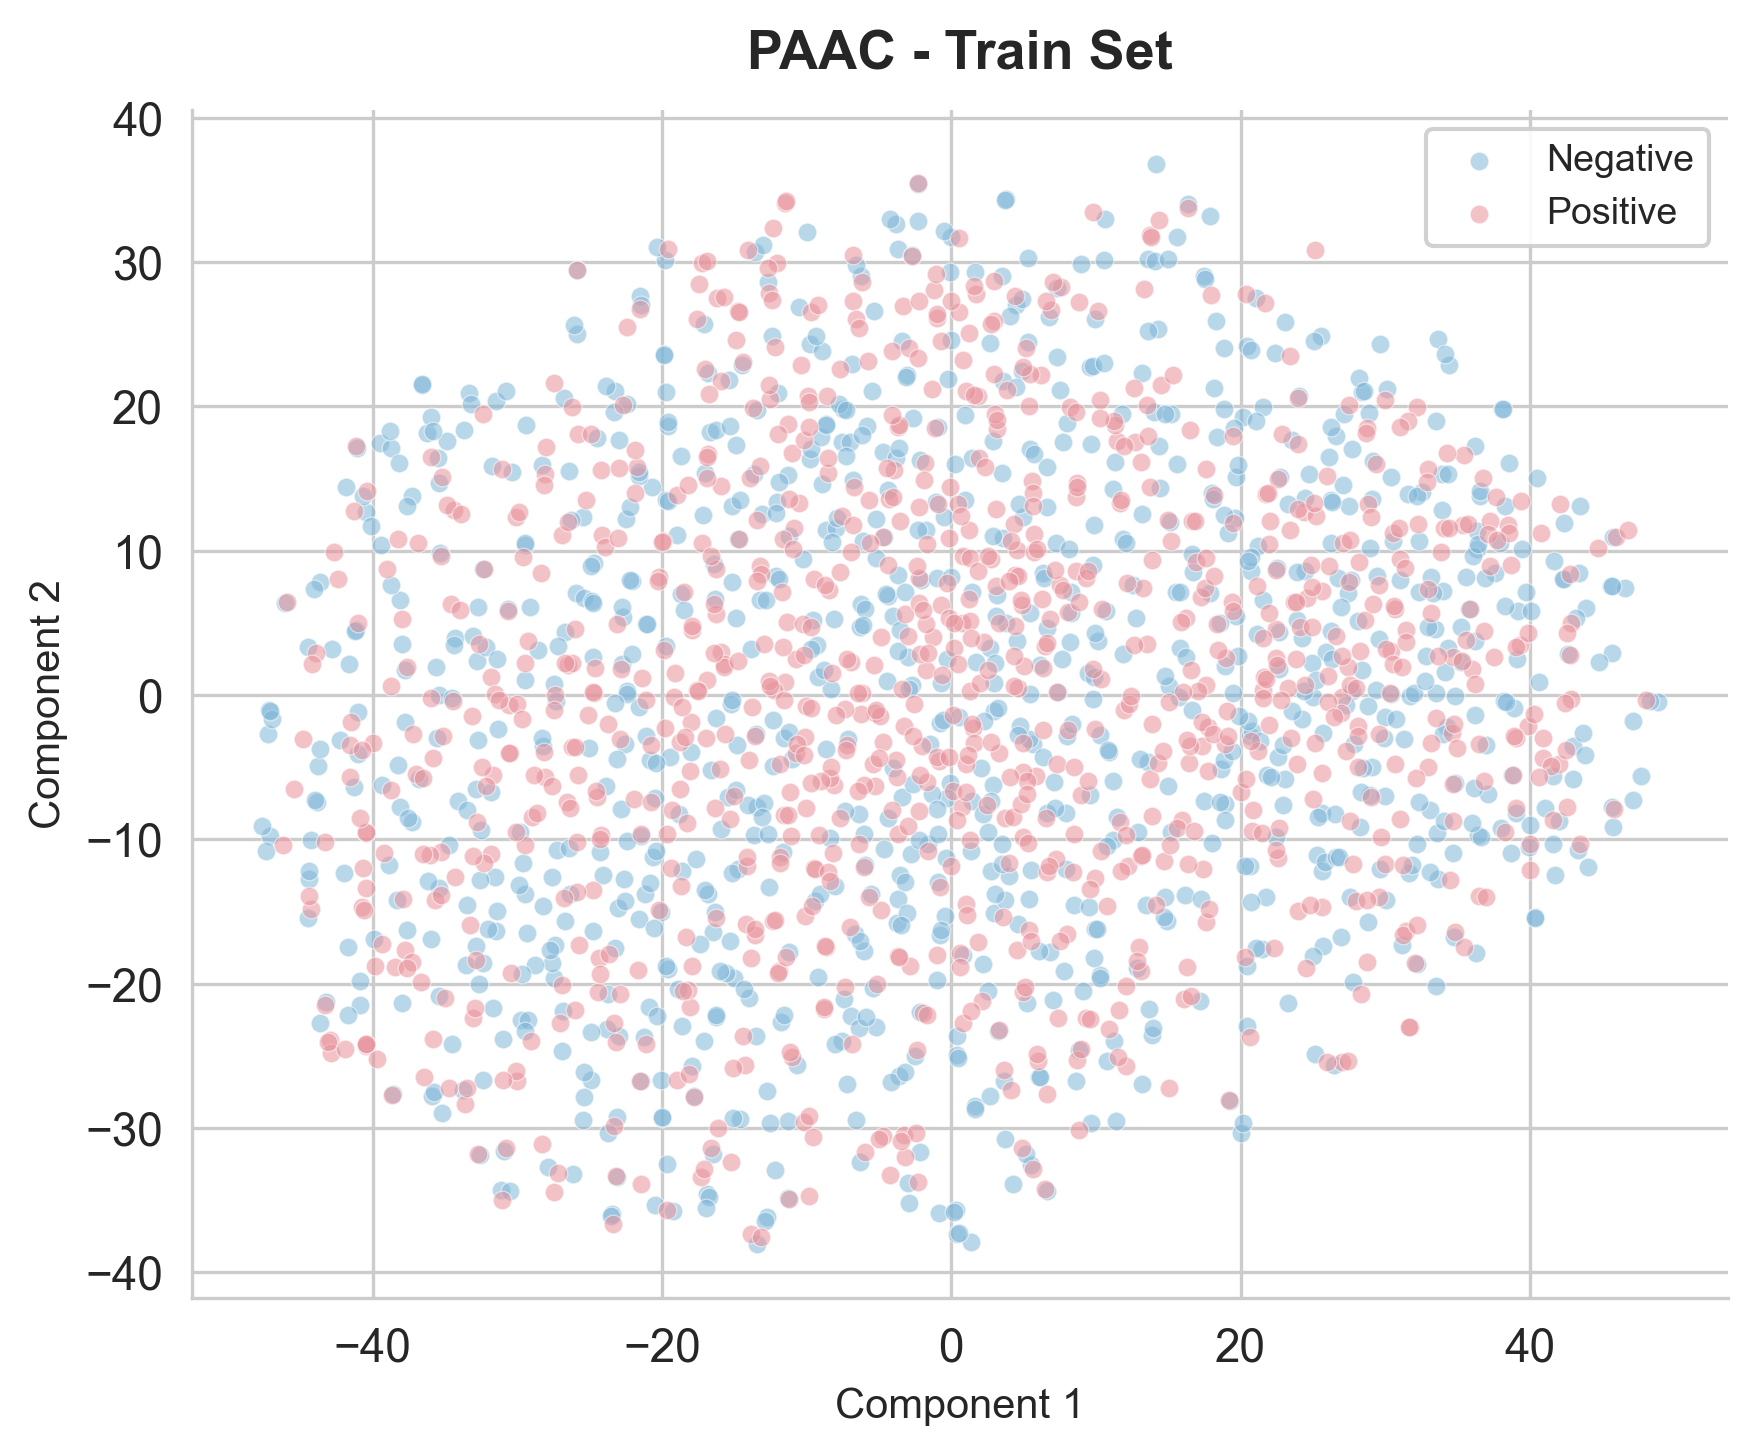 PAAC - Train Set
40
30
20
10
0
−10
−20
−30
−40
Component 2
Negative
Positive
−40 −20 0 20 40
Component 1